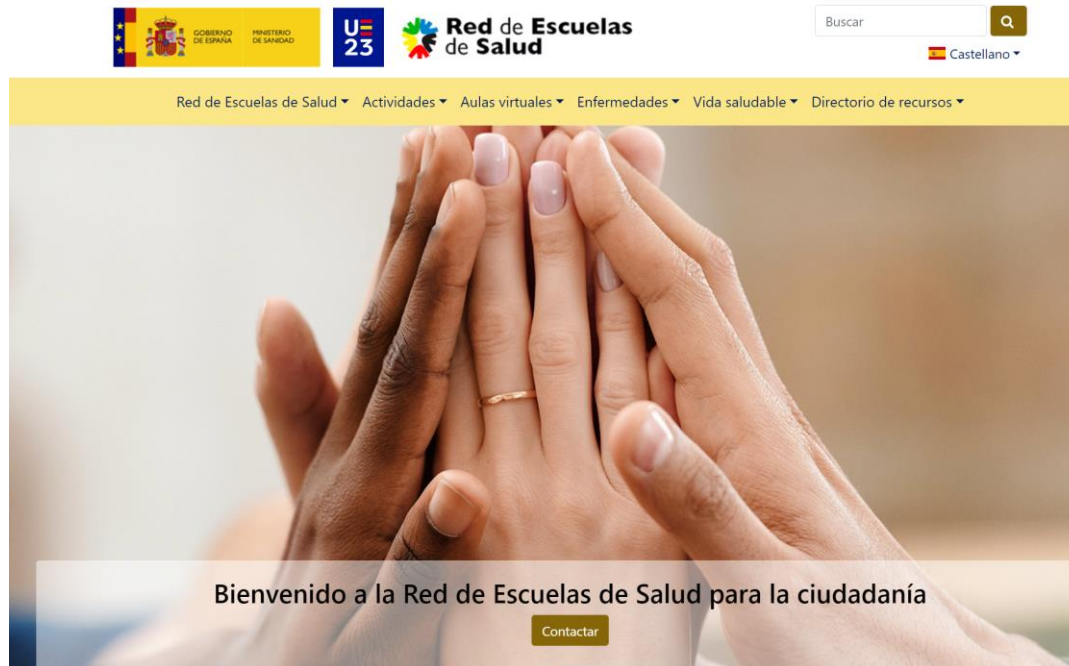 GOBIERNO
DE ESPAÑA
MINISTERIO
DE SANIDAD
UE
23
Red de Escuelas
de Salud
Buscar
Castellano
Red de Escuelas de Salud
Actividades
Aulas virtuales
Enfermedades
Vida saludable
Directorio de recursos
Bienvenido a la Red de Escuelas de Salud para la ciudadanía
Contactar